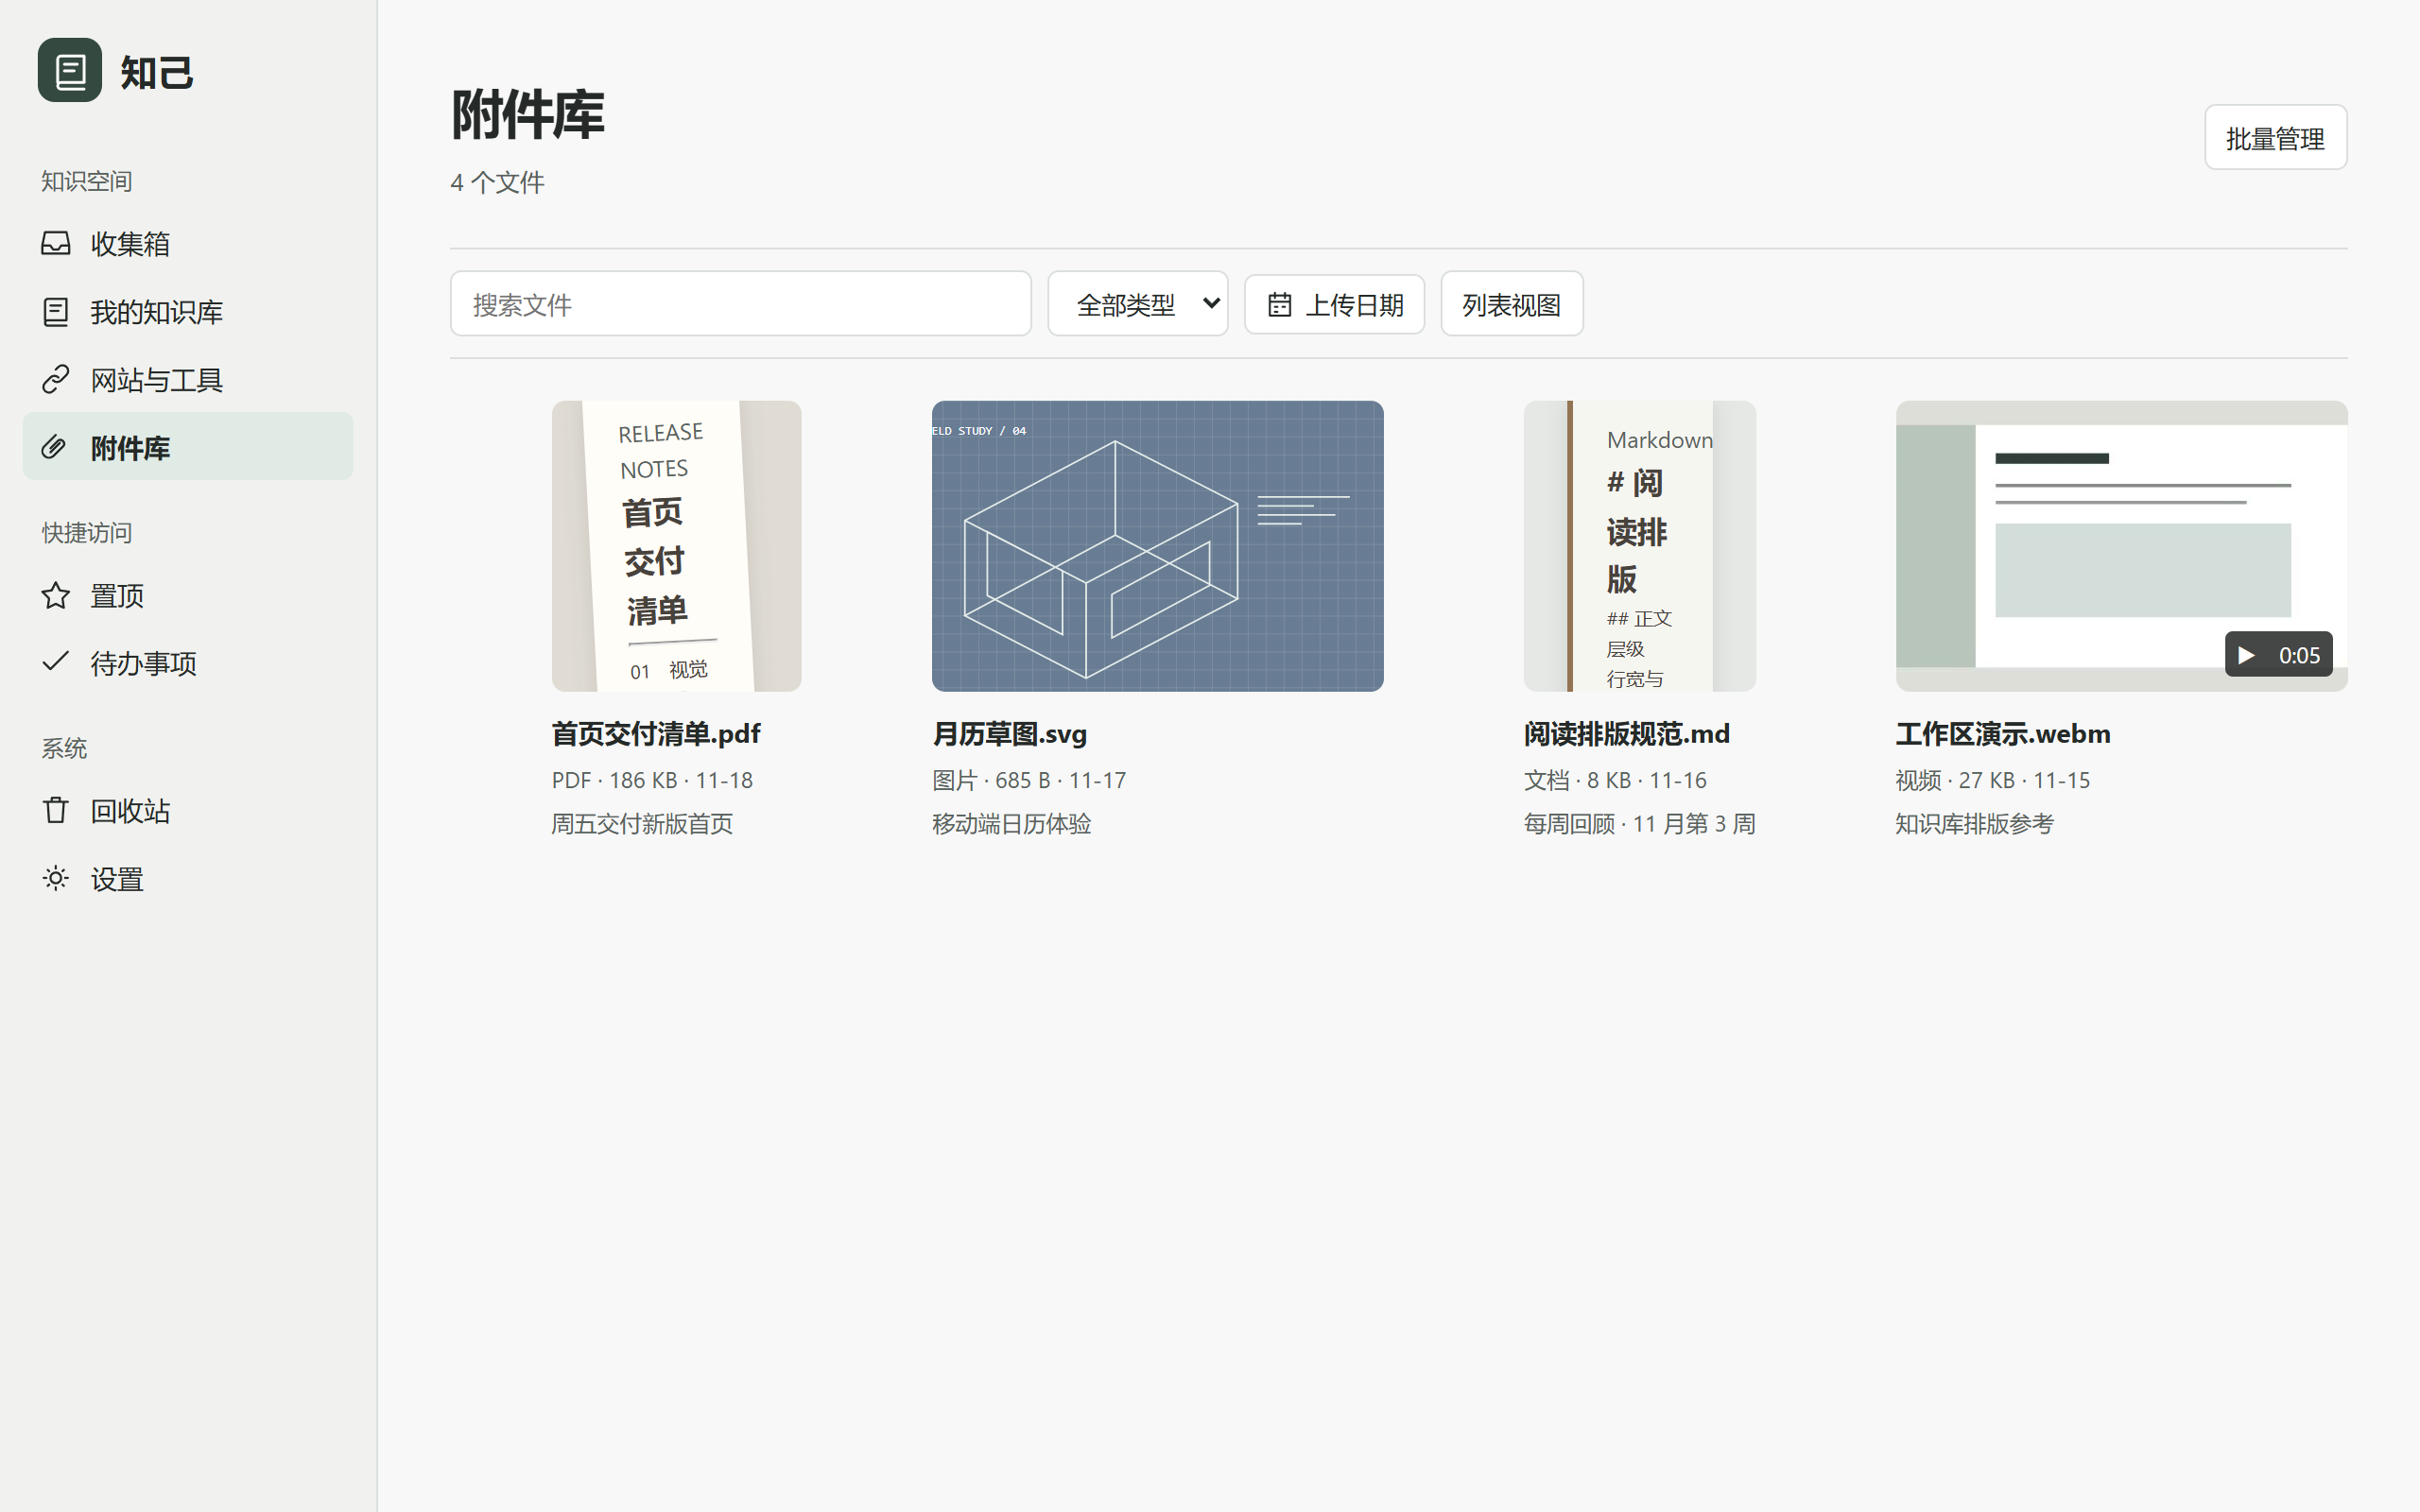 知己
知识空间
收集箱
我的知识库
网站与工具
附件库
快捷访问
置顶
待办事项
系统
回收站
设置
附件库
4 个文件
批量管理
搜索文件
全部类型
上传日期
列表视图
RELEASE
NOTES
首页
交付
清单
01 视觉
首页交付清单.pdf
PDF · 186 KB · 11-18
周五交付新版首页
ELD STUDY / 04
月历草图.svg
图片 · 685 B · 11-17
移动端日历体验
Markdown
# 阅
读排
版
## 正文
层级
行宽与
阅读排版规范.md
文档 · 8 KB · 11-16
每周回顾 · 11 月第 3 周
0:05
工作区演示.webm
视频 · 27 KB · 11-15
知识库排版参考